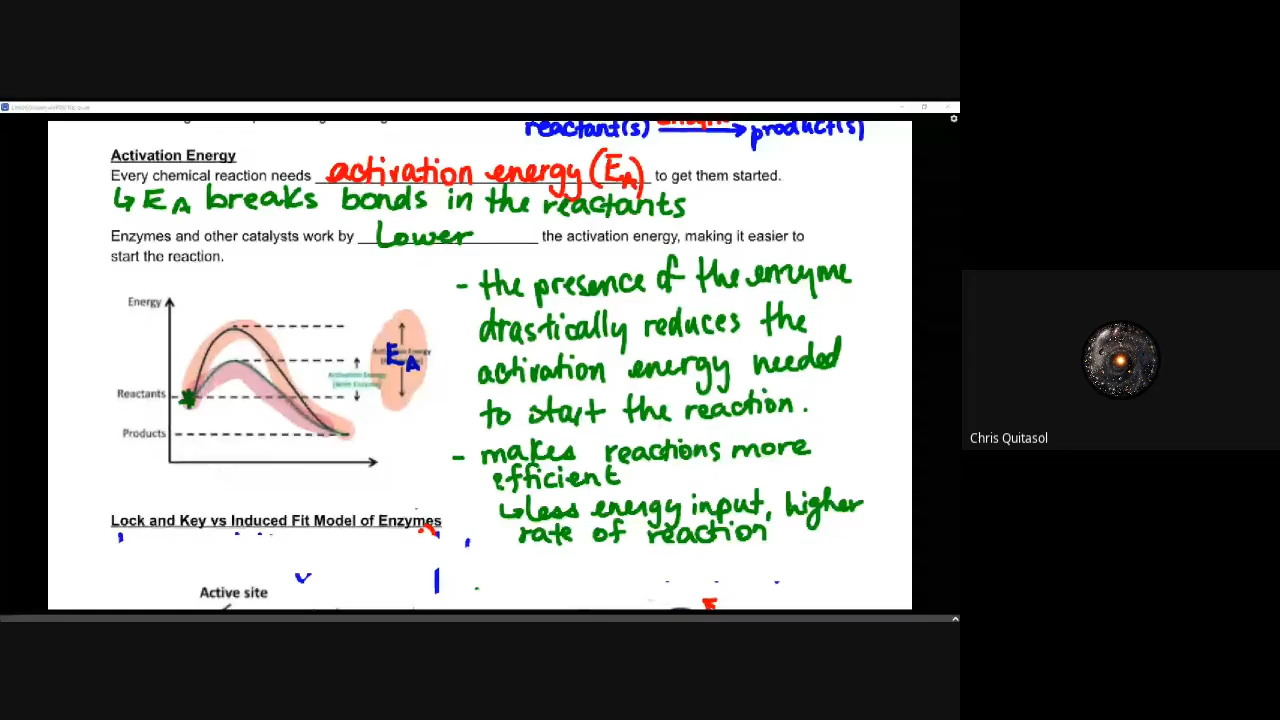 reactant(s) → product(s)
Activation Energy
Every chemical reaction needs activation energy (EA) to get them started.
↳ EA breaks bonds in the reactants
Enzymes and other catalysts work by Lower the activation energy, making it easier to
start the reaction.
- the presence of the enzyme
drastically reduces the
activation energy needed
to start the reaction.
- makes reactions more
efficient
↳ less energy input, higher
rate of reaction
Energy
EA
Activation Energy
Reactants
Products
Lock and Key vs Induced Fit Model of Enzymes
Active site
Chris Quitasol